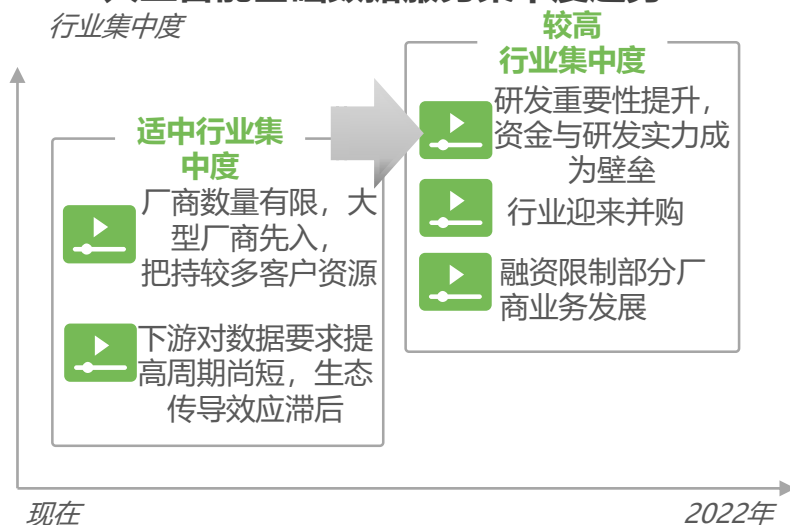 行业集中度
较高
行业集中度
研发重要性提升，
资金与研发实力成
为壁垒
行业迎来并购
融资限制部分厂
商业务发展
适中行业集
中度
厂商数量有限，大
型厂商先入，
把持较多客户资源
下游对数据要求提
高周期尚短，生态
传导效应滞后
现在
2022年